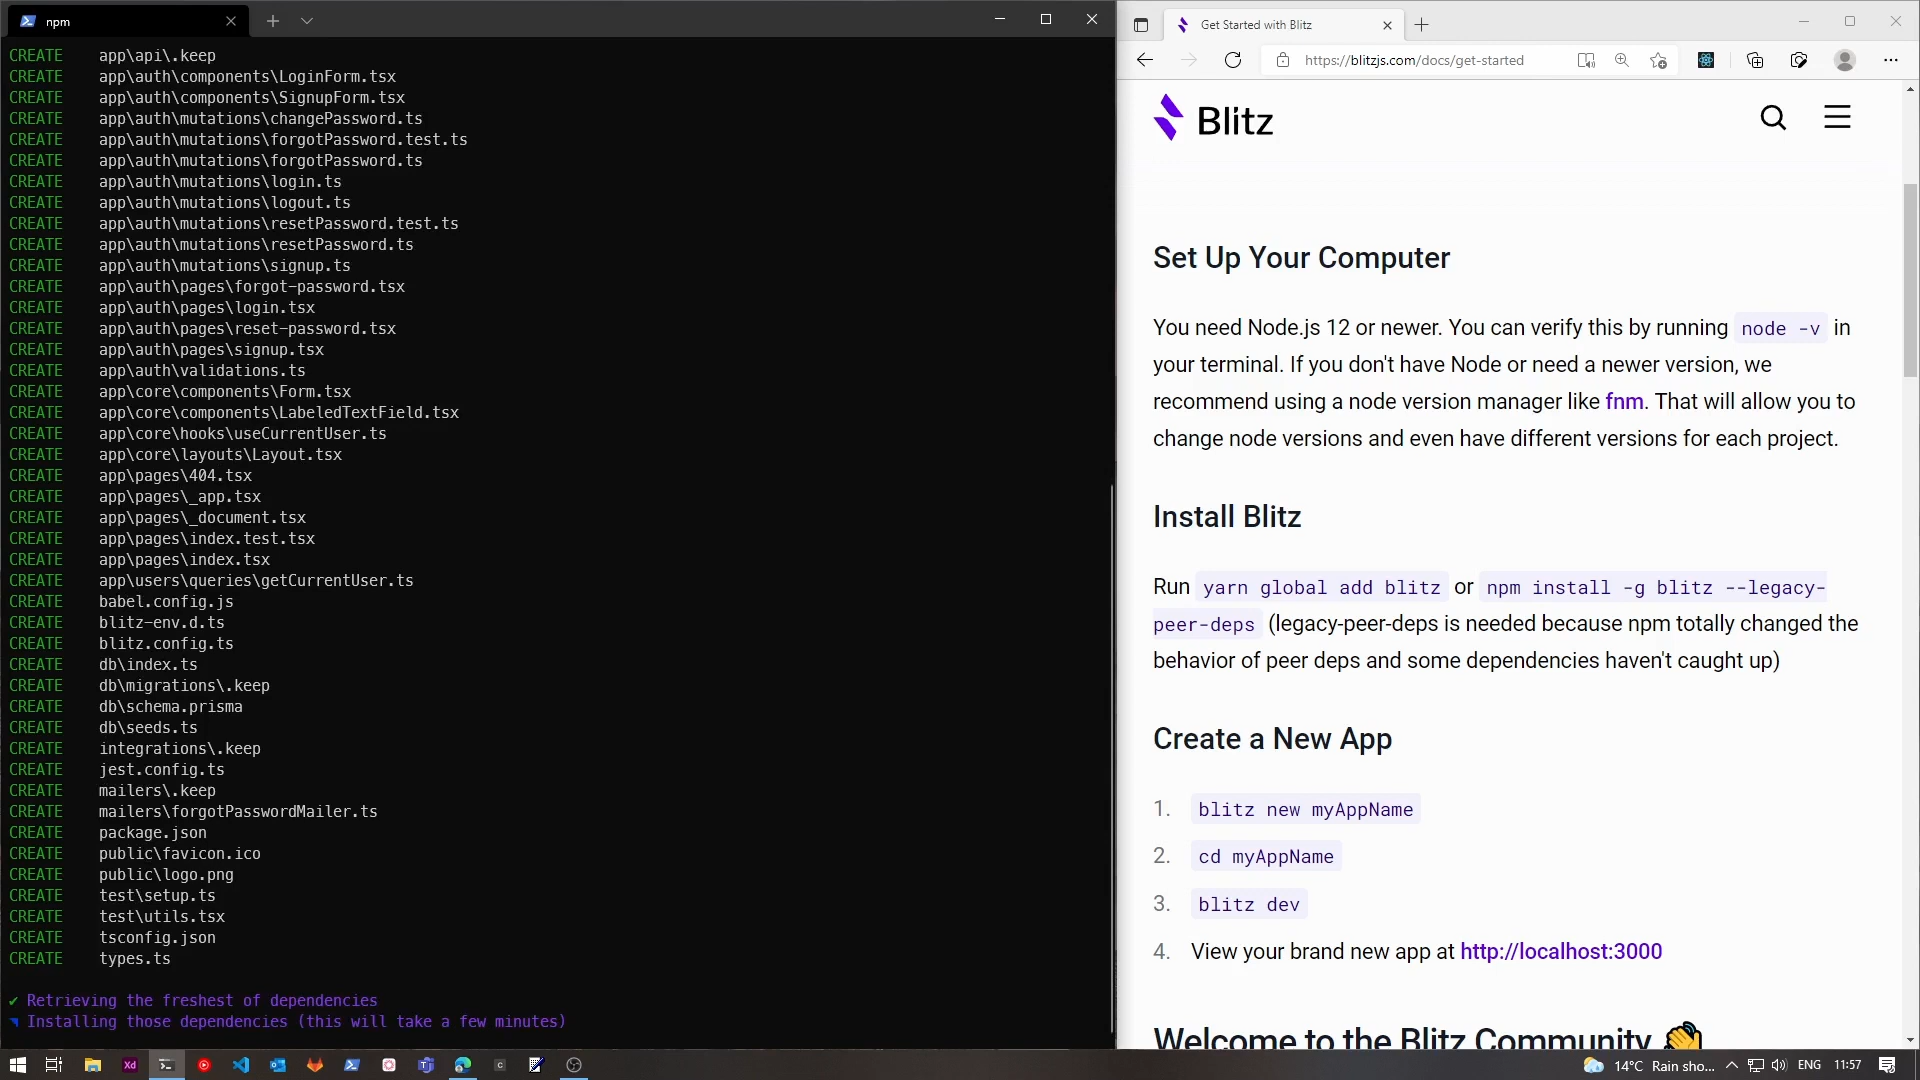 npm
CREATE app\api\.keep
CREATE app\auth\components\LoginForm.tsx
CREATE app\auth\components\SignupForm.tsx
CREATE app\auth\mutations\changePassword.ts
CREATE app\auth\mutations\forgotPassword.test.ts
CREATE app\auth\mutations\forgotPassword.ts
CREATE app\auth\mutations\login.ts
CREATE app\auth\mutations\logout.ts
CREATE app\auth\mutations\resetPassword.test.ts
CREATE app\auth\mutations\resetPassword.ts
CREATE app\auth\mutations\signup.ts
CREATE app\auth\pages\forgot-password.tsx
CREATE app\auth\pages\login.tsx
CREATE app\auth\pages\reset-password.tsx
CREATE app\auth\pages\signup.tsx
CREATE app\auth\validations.ts
CREATE app\core\components\Form.tsx
CREATE app\core\components\LabeledTextField.tsx
CREATE app\core\hooks\useCurrentUser.ts
CREATE app\core\layouts\Layout.tsx
CREATE app\pages\404.tsx
CREATE app\pages\_app.tsx
CREATE app\pages\_document.tsx
CREATE app\pages\index.test.tsx
CREATE app\pages\index.tsx
CREATE app\users\queries\getCurrentUser.ts
CREATE babel.config.js
CREATE blitz-env.d.ts
CREATE blitz.config.ts
CREATE db\index.ts
CREATE db\migrations\.keep
CREATE db\schema.prisma
CREATE db\seeds.ts
CREATE integrations\.keep
CREATE jest.config.ts
CREATE mailers\.keep
CREATE mailers\forgotPasswordMailer.ts
CREATE package.json
CREATE public\favicon.ico
CREATE public\logo.png
CREATE test\setup.ts
CREATE test\utils.tsx
CREATE tsconfig.json
CREATE types.ts
✔ Retrieving the freshest of dependencies
Installing those dependencies (this will take a few minutes)
Get Started with Blitz
https://blitzjs.com/docs/get-started
Blitz
Set Up Your Computer
You need Node.js 12 or newer. You can verify this by running node -v in
your terminal. If you don't have Node or need a newer version, we
recommend using a node version manager like fnm. That will allow you to
change node versions and even have different versions for each project.
Install Blitz
Run yarn global add blitz or npm install -g blitz --legacy-
peer-deps (legacy-peer-deps is needed because npm totally changed the
behavior of peer deps and some dependencies haven't caught up)
Create a New App
1. blitz new myAppName
2. cd myAppName
3. blitz dev
4. View your brand new app at http://localhost:3000
Welcome to the Blitz Community 👋
Xd
14°C Rain sho... ENG 11:57